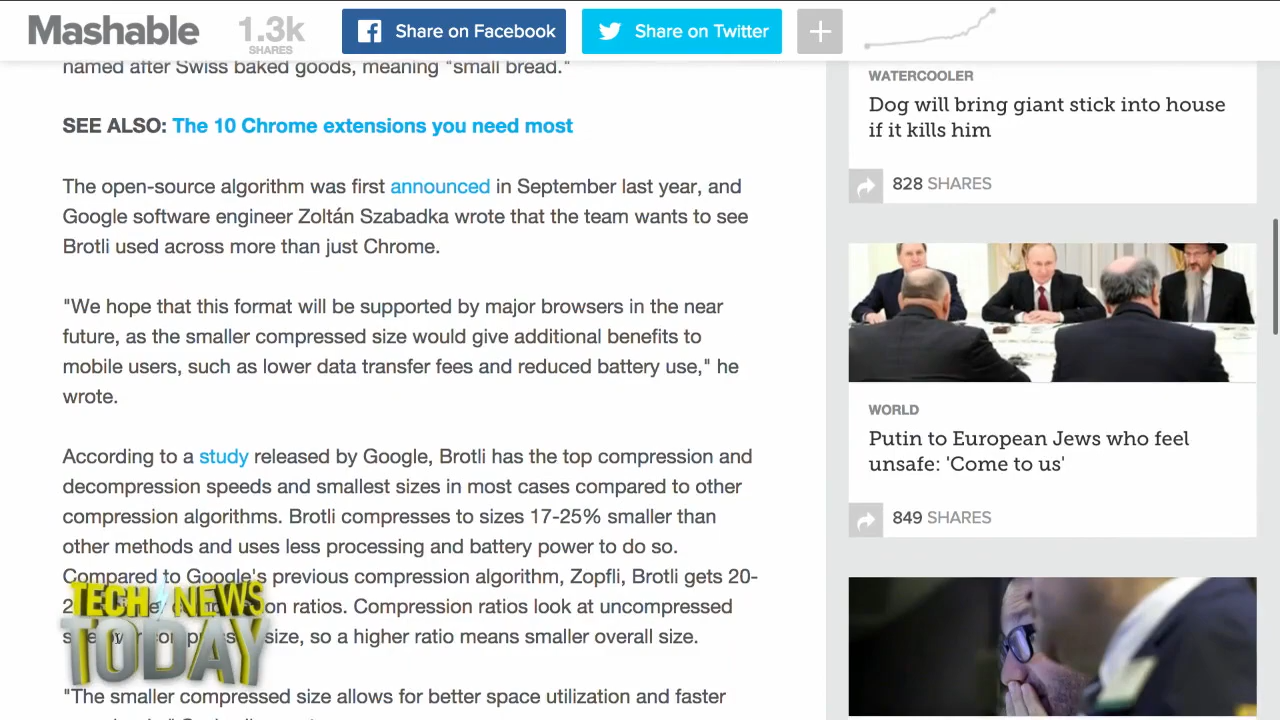 Mashable
1.3k
SHARES
Share on Facebook
Share on Twitter
named after Swiss baked goods, meaning "small bread."
SEE ALSO: The 10 Chrome extensions you need most
The open-source algorithm was first announced in September last year, and
Google software engineer Zoltán Szabadka wrote that the team wants to see
Brotli used across more than just Chrome.
"We hope that this format will be supported by major browsers in the near
future, as the smaller compressed size would give additional benefits to
mobile users, such as lower data transfer fees and reduced battery use," he
wrote.
According to a study released by Google, Brotli has the top compression and
decompression speeds and smallest sizes in most cases compared to other
compression algorithms. Brotli compresses to sizes 17-25% smaller than
other methods and uses less processing and battery power to do so.
Compared to Google's previous compression algorithm, Zopfli, Brotli gets 20-
ratios. Compression ratios look at uncompressed
size, so a higher ratio means smaller overall size.
"The smaller compressed size allows for better space utilization and faster
TECH NEWS
TODAY
WATERCOOLER
Dog will bring giant stick into house
if it kills him
828 SHARES
WORLD
Putin to European Jews who feel
unsafe: 'Come to us'
849 SHARES